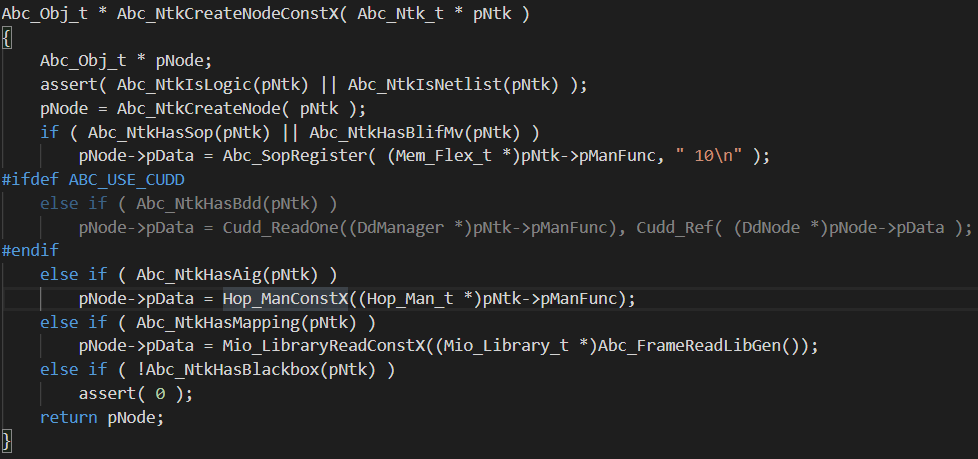 Abc_Obj_t * Abc_NtkCreateNodeConstX( Abc_Ntk_t * pNtk )
{
    Abc_Obj_t * pNode;
    assert( Abc_NtkIsLogic(pNtk) || Abc_NtkIsNetlist(pNtk) );
    pNode = Abc_NtkCreateNode( pNtk );
    if ( Abc_NtkHasSop(pNtk) || Abc_NtkHasBlifMv(pNtk) )
        pNode->pData = Abc_SopRegister( (Mem_Flex_t *)pNtk->pManFunc, " 10\n" );
#ifdef ABC_USE_CUDD
    else if ( Abc_NtkHasBdd(pNtk) )
        pNode->pData = Cudd_ReadOne((DdManager *)pNtk->pManFunc), Cudd_Ref( (DdNode *)pNode->pData );
#endif
    else if ( Abc_NtkHasAig(pNtk) )
        pNode->pData = Hop_ManConstX((Hop_Man_t *)pNtk->pManFunc);
    else if ( Abc_NtkHasMapping(pNtk) )
        pNode->pData = Mio_LibraryReadConstX((Mio_Library_t *)Abc_FrameReadLibGen());
    else if ( !Abc_NtkHasBlackbox(pNtk) )
        assert( 0 );
    return pNode;
}